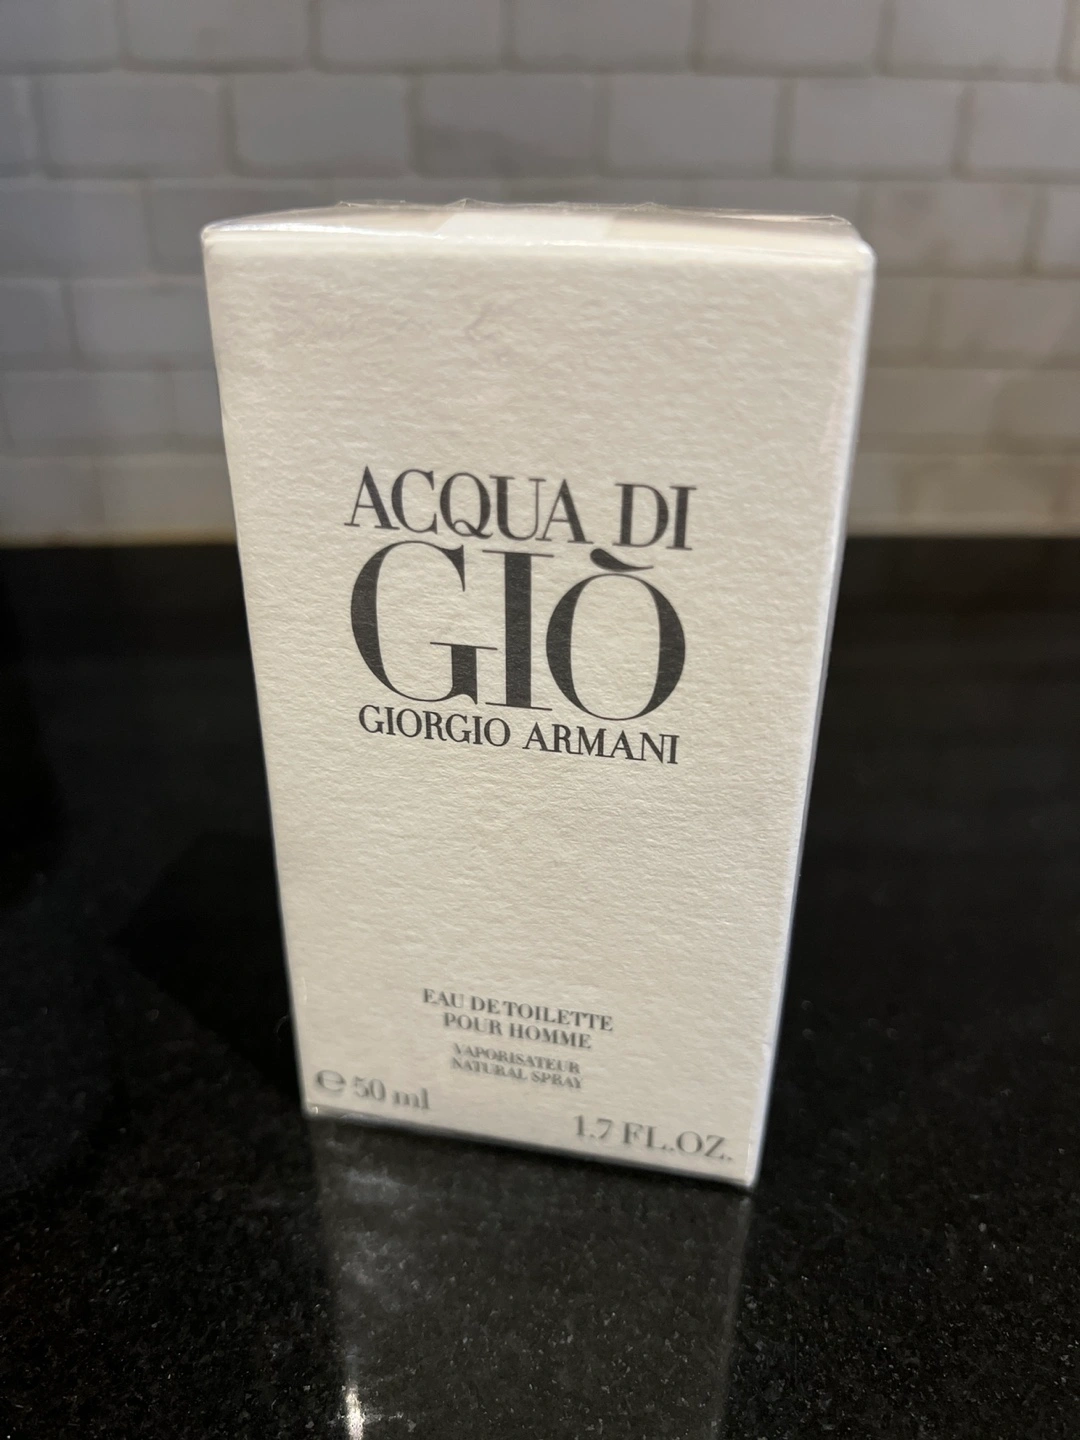 ACQUA DI
GIÒ
GIORGIO ARMANI
EAU DE TOILETTE
POUR HOMME
VAPORISATEUR
NATURAL SPRAY
℮ 50 ml
1.7 FL.OZ.